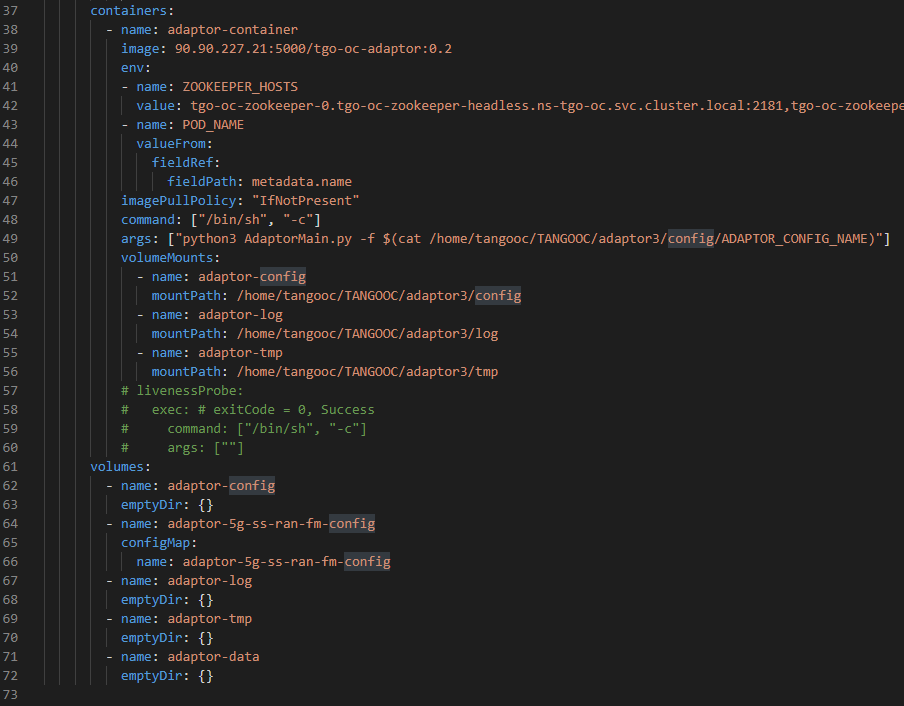 37 containers:
38 - name: adaptor-container
39 image: 90.90.227.21:5000/tgo-oc-adaptor:0.2
40 env:
41 - name: ZOOKEEPER_HOSTS
42 value: tgo-oc-zookeeper-0.tgo-oc-zookeeper-headless.ns-tgo-oc.svc.cluster.local:2181,tgo-oc-zookeepe
43 - name: POD_NAME
44 valueFrom:
45 fieldRef:
46 fieldPath: metadata.name
47 imagePullPolicy: "IfNotPresent"
48 command: ["/bin/sh", "-c"]
49 args: ["python3 AdaptorMain.py -f $(cat /home/tangooc/TANGOOC/adaptor3/config/ADAPTOR_CONFIG_NAME)"]
50 volumeMounts:
51 - name: adaptor-config
52 mountPath: /home/tangooc/TANGOOC/adaptor3/config
53 - name: adaptor-log
54 mountPath: /home/tangooc/TANGOOC/adaptor3/log
55 - name: adaptor-tmp
56 mountPath: /home/tangooc/TANGOOC/adaptor3/tmp
57 # livenessProbe:
58 #   exec: # exitCode = 0, Success
59 #     command: ["/bin/sh", "-c"]
60 #     args: [""]
61 volumes:
62 - name: adaptor-config
63 emptyDir: {}
64 - name: adaptor-5g-ss-ran-fm-config
65 configMap:
66 name: adaptor-5g-ss-ran-fm-config
67 - name: adaptor-log
68 emptyDir: {}
69 - name: adaptor-tmp
70 emptyDir: {}
71 - name: adaptor-data
72 emptyDir: {}
73